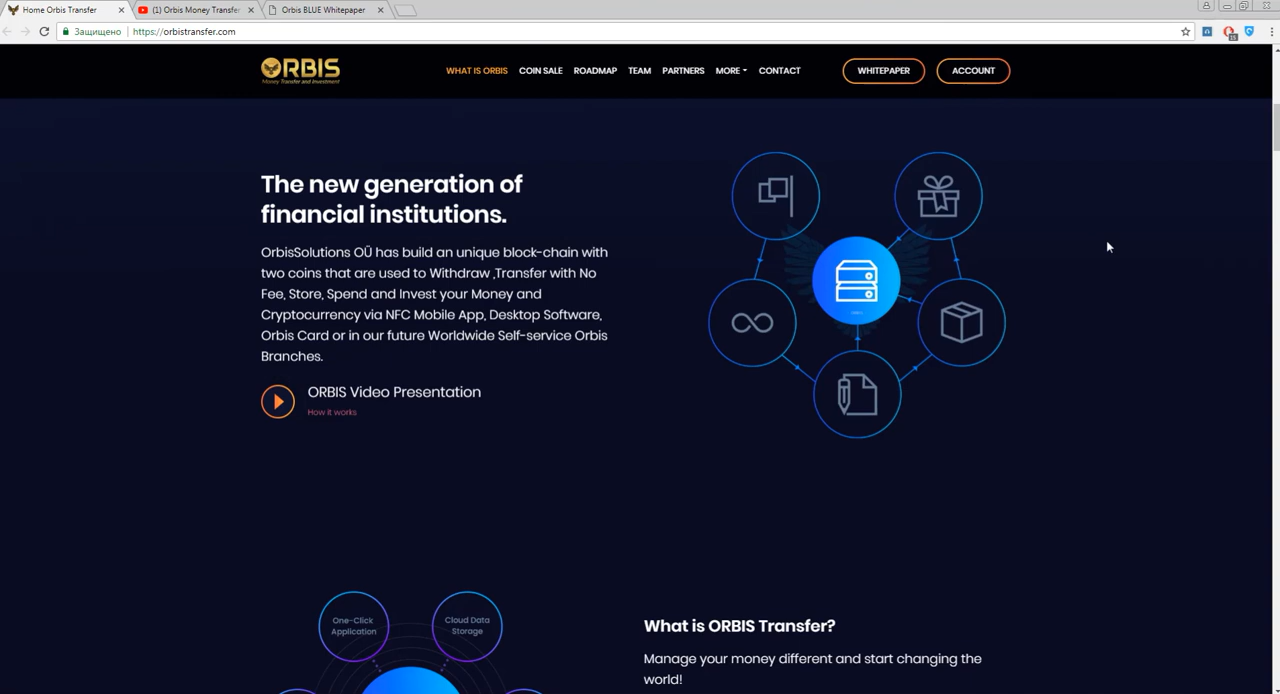 Home Orbis Transfer
(1) Orbis Money Transfer
Orbis BLUE Whitepaper
Защищено
https://orbistransfer.com
11
ORBIS
Money Transfer and Investment
WHAT IS ORBIS
COIN SALE
ROADMAP
TEAM
PARTNERS
MORE
CONTACT
WHITEPAPER
ACCOUNT
The new generation of
financial institutions.
OrbisSolutions OÜ has build an unique block-chain with
two coins that are used to Withdraw ,Transfer with No
Fee, Store, Spend and Invest your Money and
Cryptocurrency via NFC Mobile App, Desktop Software,
Orbis Card or in our future Worldwide Self-service Orbis
Branches.
ORBIS Video Presentation
How it works
One-Click
Application
Cloud Data
Storage
What is ORBIS Transfer?
Manage your money different and start changing the
world!